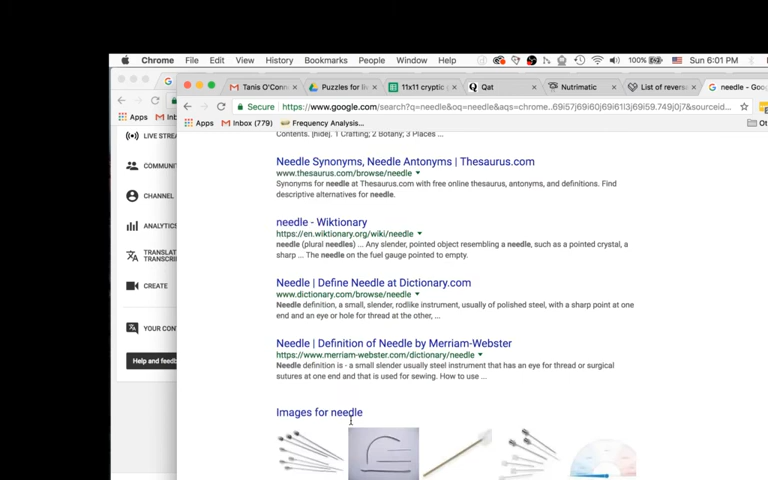 Chrome File Edit View History Bookmarks People Window Help 100% Sun 6:01 PM
Tanis O'Conn Puzzles for liv 11x11 cryptic Qat Nutrimatic List of revers needle - Goo
Secure https://www.google.com/search?q=needle&oq=needle&aqs=chrome..69i57j69i60j69i61l3j69i59.749j0j7&sourceid...
Apps Inb
Apps Inbox (779) Frequency Analysis... Ot
Contents. [hide]. 1 Crafting; 2 Botany; 3 Places ...
LIVE STREA
Needle Synonyms, Needle Antonyms | Thesaurus.com
COMMUNI
www.thesaurus.com/browse/needle
Synonyms for needle at Thesaurus.com with free online thesaurus, antonyms, and definitions. Find
descriptive alternatives for needle.
CHANNEL
needle - Wiktionary
ANALYTICS
https://en.wiktionary.org/wiki/needle
needle (plural needles) ... Any slender, pointed object resembling a needle, such as a pointed crystal, a
sharp ... The needle on the fuel gauge pointed to empty.
TRANSLAT
TRANSCRI
Needle | Define Needle at Dictionary.com
CREATE
www.dictionary.com/browse/needle
Needle definition, a small, slender, rodlike instrument, usually of polished steel, with a sharp point at one
end and an eye or hole for thread at the other, ...
YOUR CON
Needle | Definition of Needle by Merriam-Webster
https://www.merriam-webster.com/dictionary/needle
Help and feedb
Needle definition is - a small slender usually steel instrument that has an eye for thread or surgical
sutures at one end and that is used for sewing. How to use ...
Images for needle